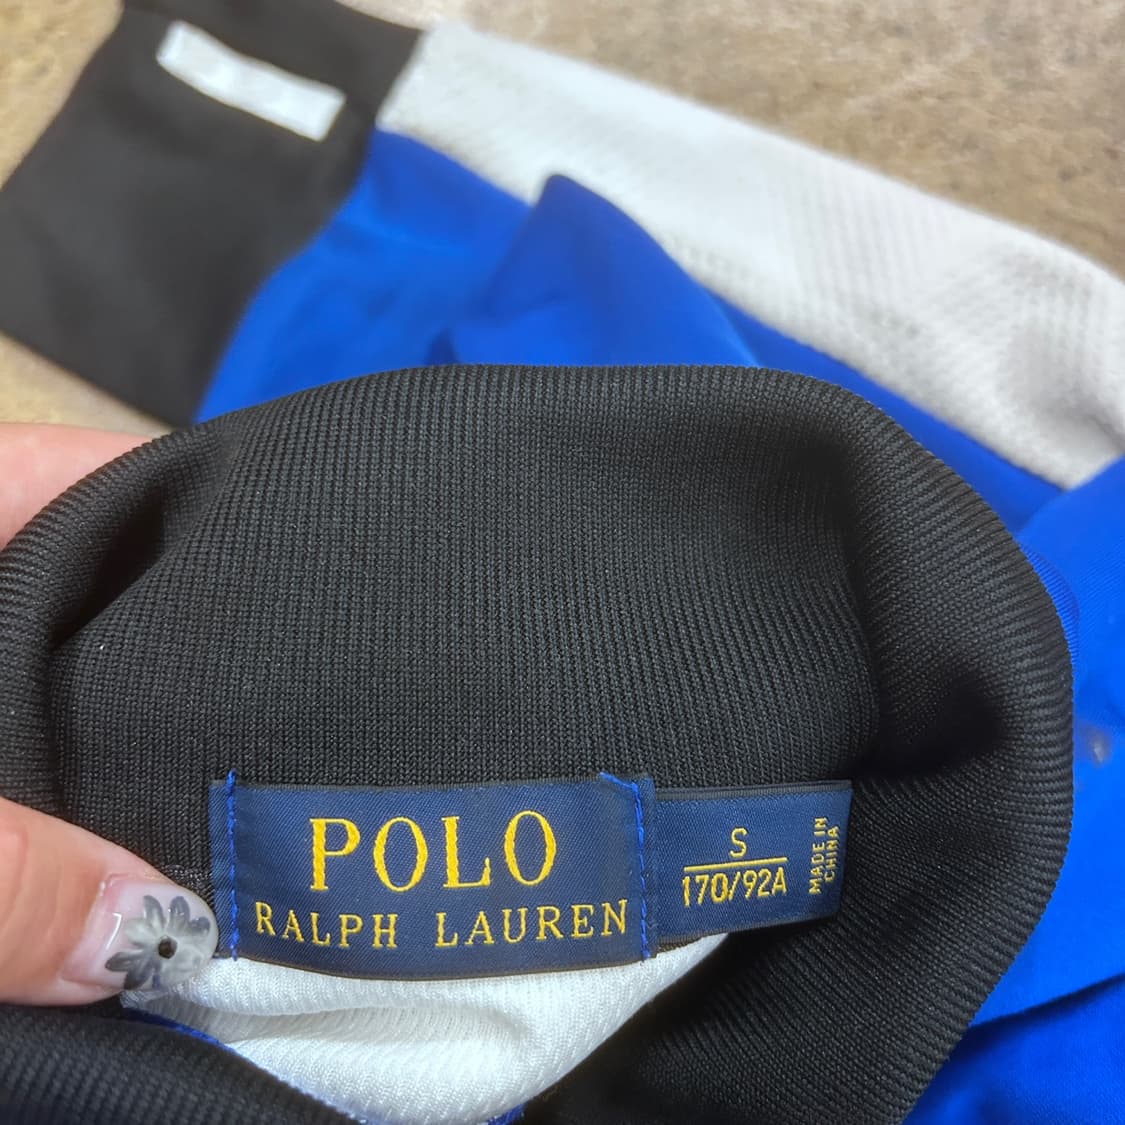 POLO
RALPH LAUREN
S
170/92A
MADE IN
CHINA